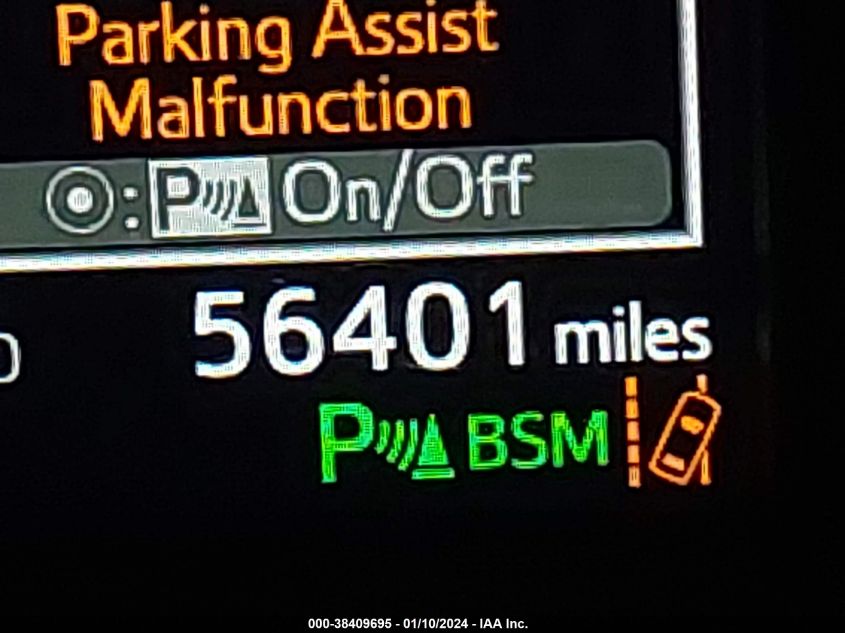 Parking Assist
Malfunction
: P On/Off
56401 miles
P BSM
000-38409695 - 01/10/2024 - IAA Inc.